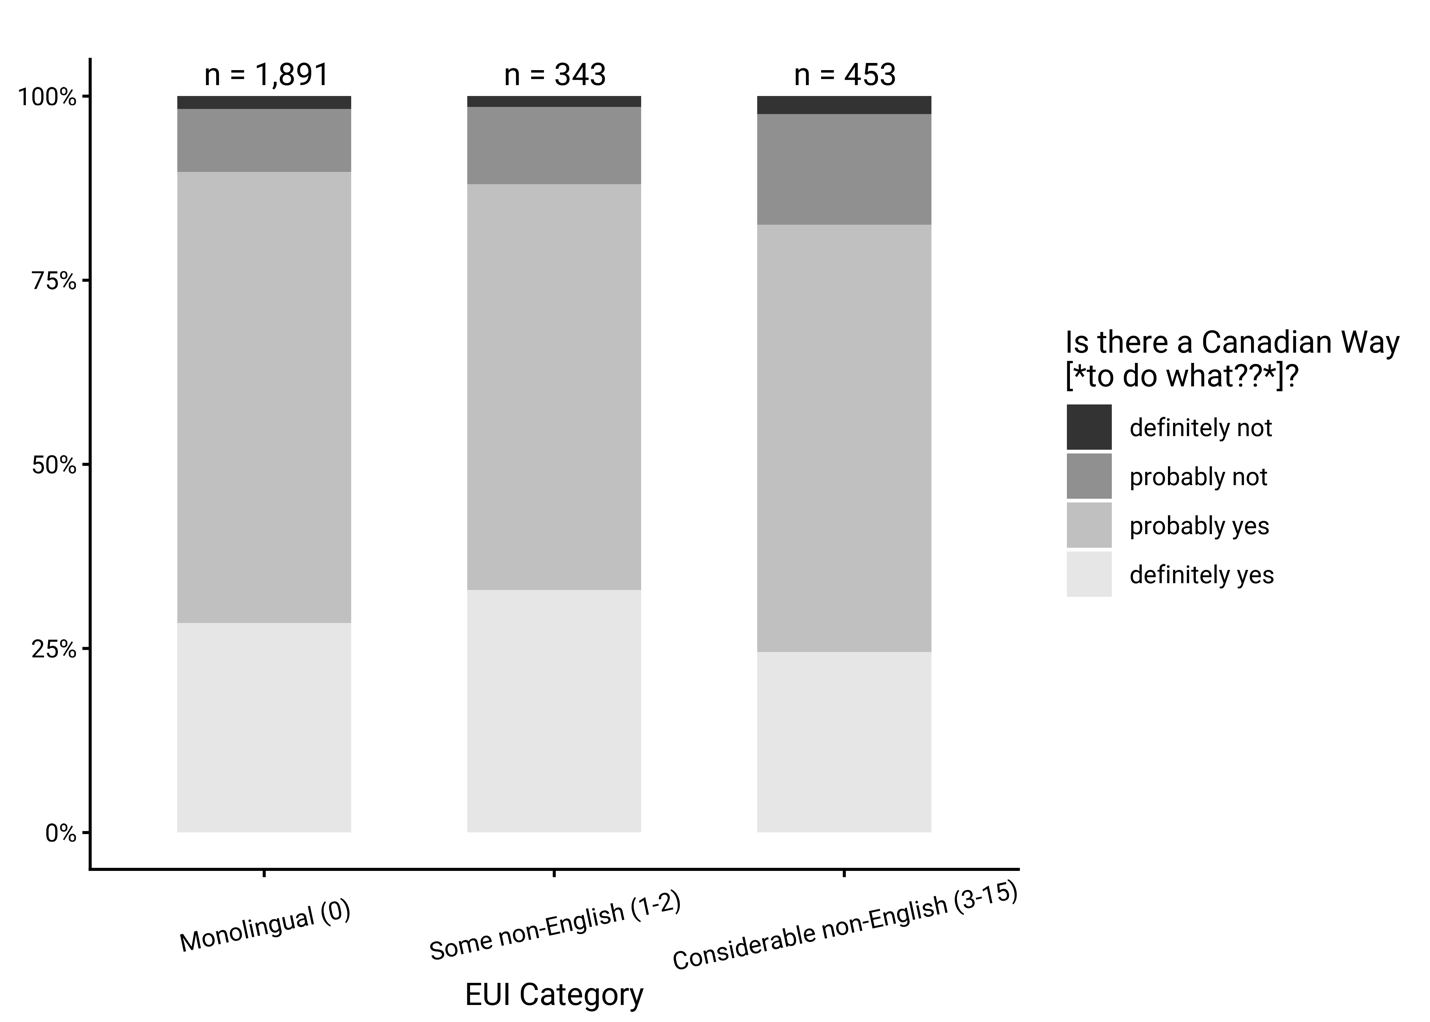 n = 1,891
n = 343
n = 453
100%
75%
50%
25%
0%
Is there a Canadian Way
[*to do what??*]?
definitely not
probably not
probably yes
definitely yes
Monolingual (0)
Some non-English (1-2)
Considerable non-English (3-15)
EUI Category